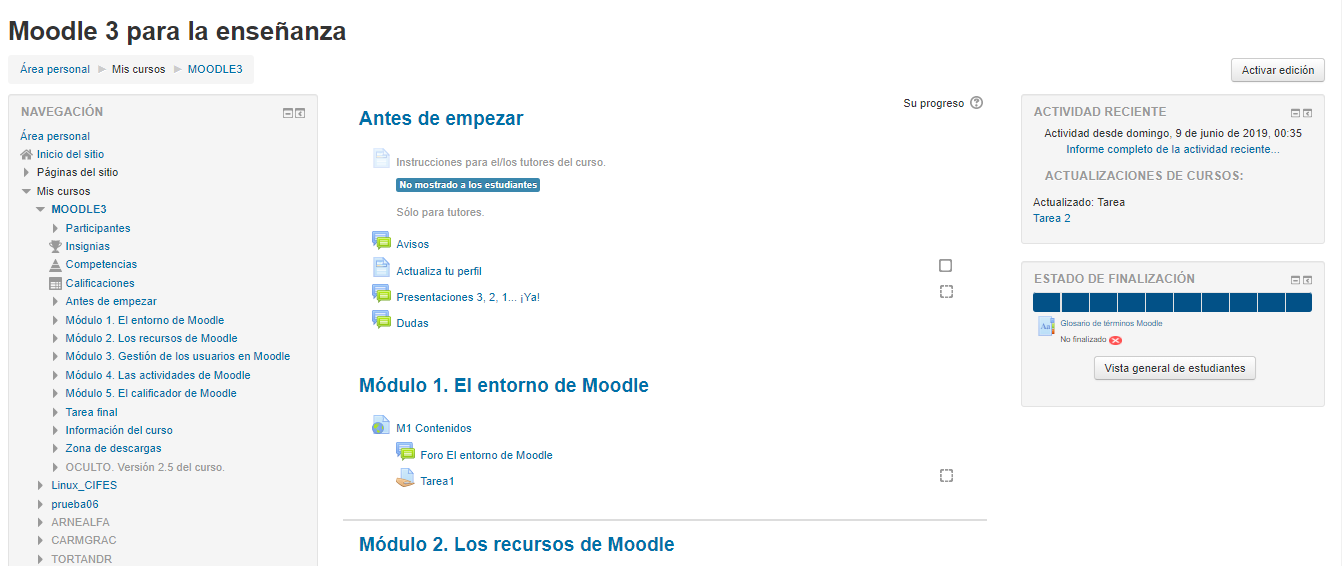 Moodle 3 para la enseñanza
Área personal
Mis cursos
MOODLE3
Activar edición
NAVEGACIÓN
Área personal
Inicio del sitio
Páginas del sitio
Mis cursos
MOODLE3
Participantes
Insignias
Competencias
Calificaciones
Antes de empezar
Módulo 1. El entorno de Moodle
Módulo 2. Los recursos de Moodle
Módulo 3. Gestión de los usuarios en Moodle
Módulo 4. Las actividades de Moodle
Módulo 5. El calificador de Moodle
Tarea final
Información del curso
Zona de descargas
OCULTO. Versión 2.5 del curso.
Linux_CIFES
prueba06
ARNEALFA
CARMGRAC
TORTANDR
Su progreso
Antes de empezar
Instrucciones para el/los tutores del curso.
No mostrado a los estudiantes
Sólo para tutores.
Avisos
Actualiza tu perfil
Presentaciones 3, 2, 1... ¡Ya!
Dudas
Módulo 1. El entorno de Moodle
M1 Contenidos
Foro El entorno de Moodle
Tarea1
Módulo 2. Los recursos de Moodle
ACTIVIDAD RECIENTE
Actividad desde domingo, 9 de junio de 2019, 00:35
Informe completo de la actividad reciente...
ACTUALIZACIONES DE CURSOS:
Actualizado: Tarea
Tarea 2
ESTADO DE FINALIZACIÓN
Aa
Glosario de términos Moodle
No finalizado
Vista general de estudiantes